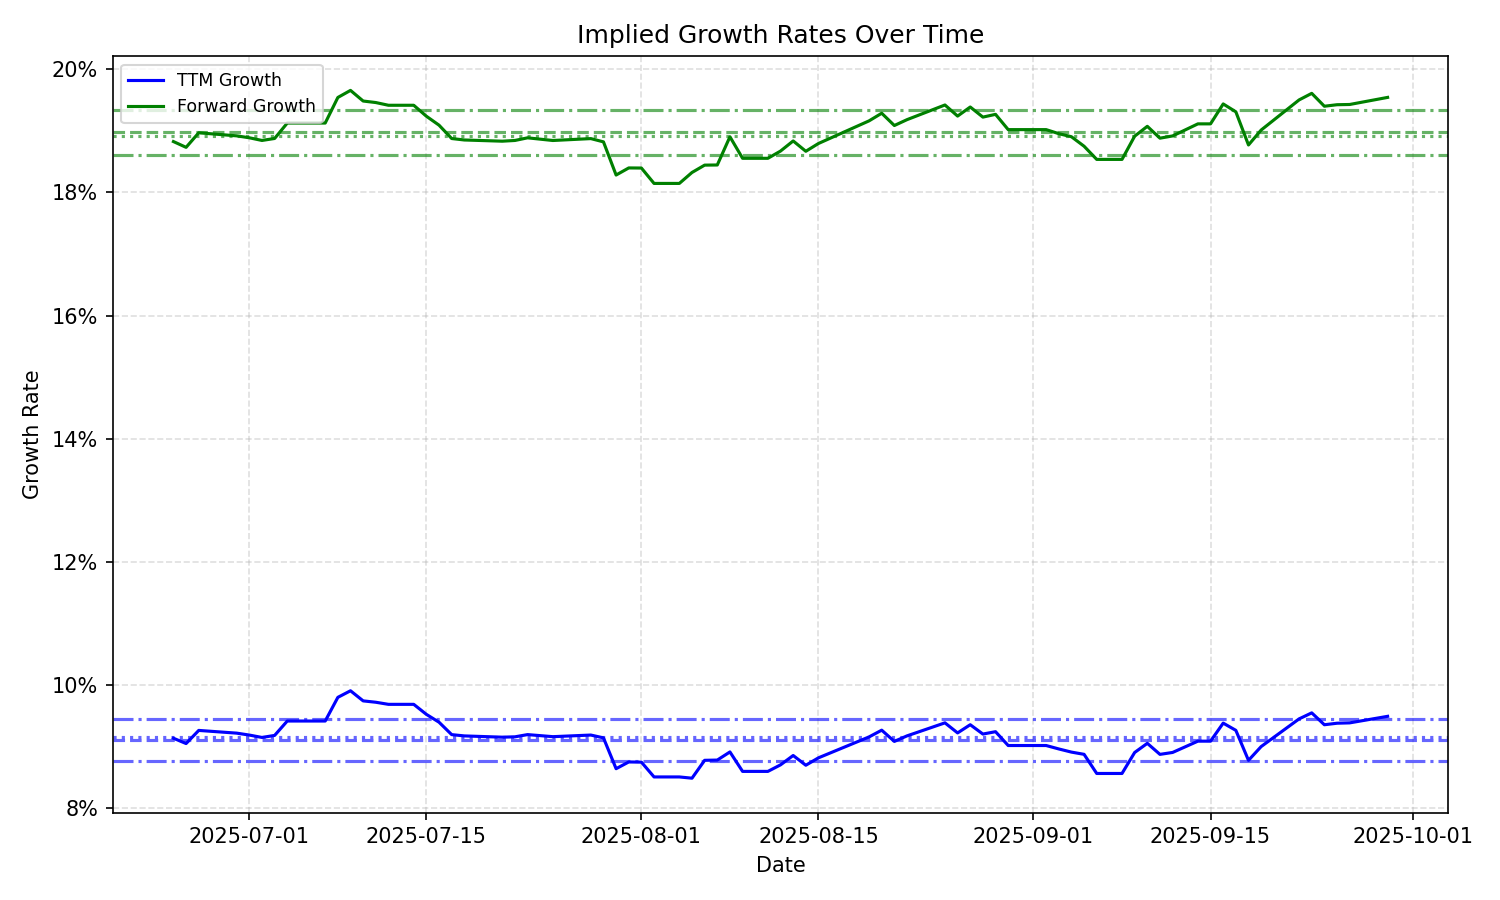 Implied Growth Rates Over Time
TTM Growth
Forward Growth
20%
18%
16%
14%
12%
10%
8%
Growth Rate
2025-07-01
2025-07-15
2025-08-01
2025-08-15
2025-09-01
2025-09-15
2025-10-01
Date